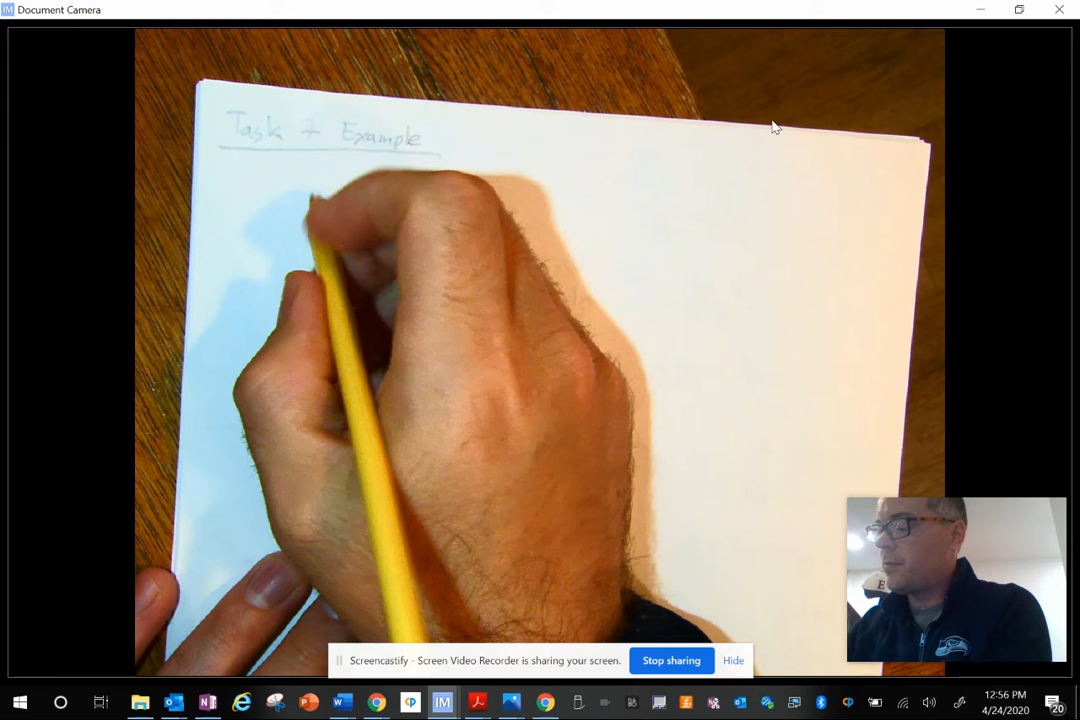 Document Camera
Task 7 Example
Screencastify - Screen Video Recorder is sharing your screen.
Stop sharing
Hide
12:56 PM
4/24/2020
20